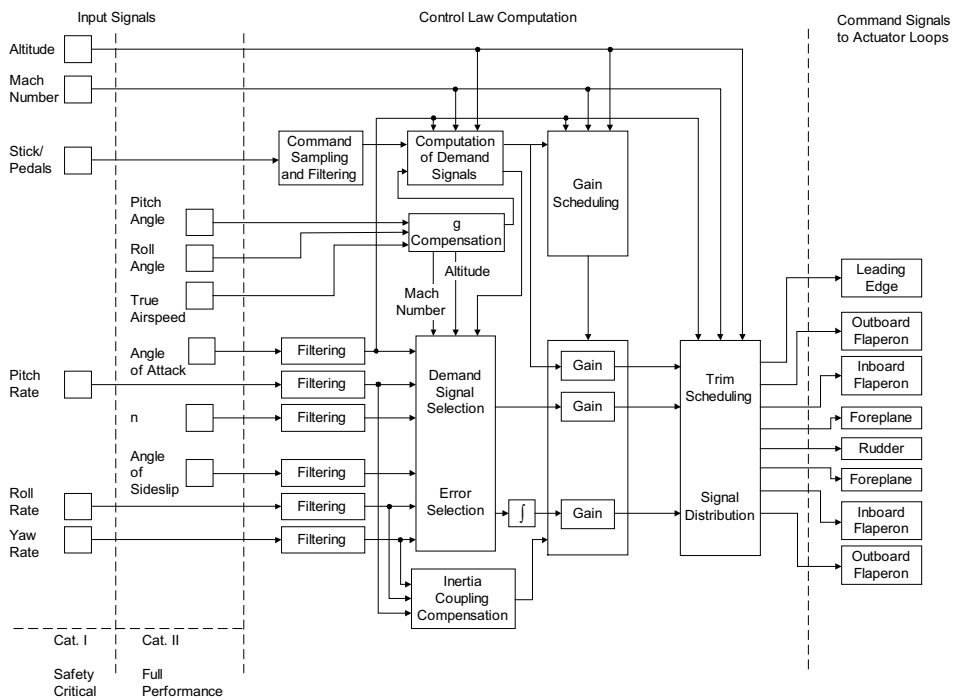 Input Signals
Control Law Computation
Command Signals
to Actuator Loops
Altitude
Mach
Number
Stick/
Pedals
Command
Sampling
and Filtering
Computation
of Demand
Signals
Gain
Scheduling
Pitch
Angle
Roll
Angle
True
Airspeed
g
Compensation
Altitude
Mach
Number
Leading
Edge
Outboard
Flaperon
Inboard
Flaperon
Foreplane
Rudder
Foreplane
Inboard
Flaperon
Outboard
Flaperon
Angle
of Attack
Filtering
Pitch
Rate
Filtering
n
Filtering
Angle
of
Sideslip
Filtering
Roll
Rate
Filtering
Yaw
Rate
Filtering
Demand
Signal
Selection
Error
Selection
∫
Gain
Gain
Gain
Trim
Scheduling
Signal
Distribution
Inertia
Coupling
Compensation
Cat. I
Cat. II
Safety
Critical
Full
Performance